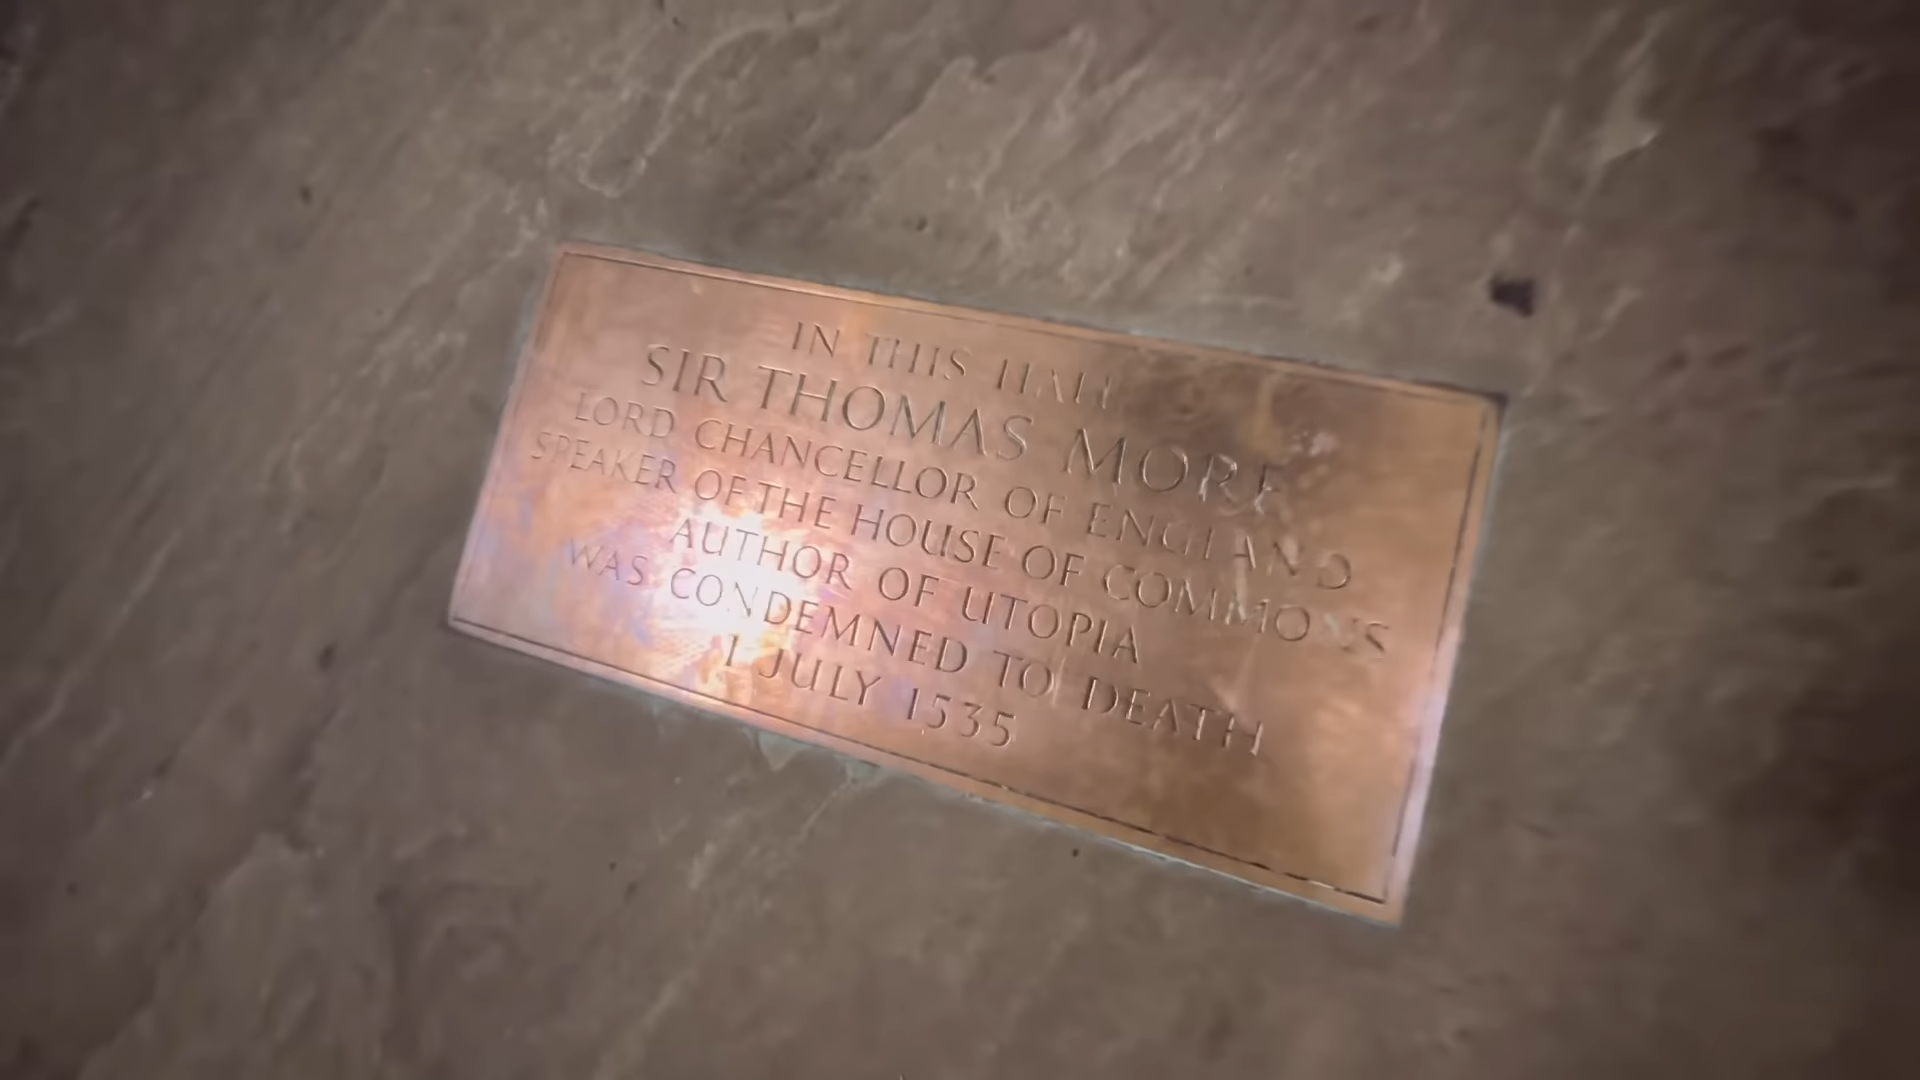 IN THIS HALL
SIR THOMAS MORE
LORD CHANCELLOR OF ENGLAND
SPEAKER OF THE HOUSE OF COMMONS
AUTHOR OF UTOPIA
WAS CONDEMNED TO DEATH
1 JULY 1535